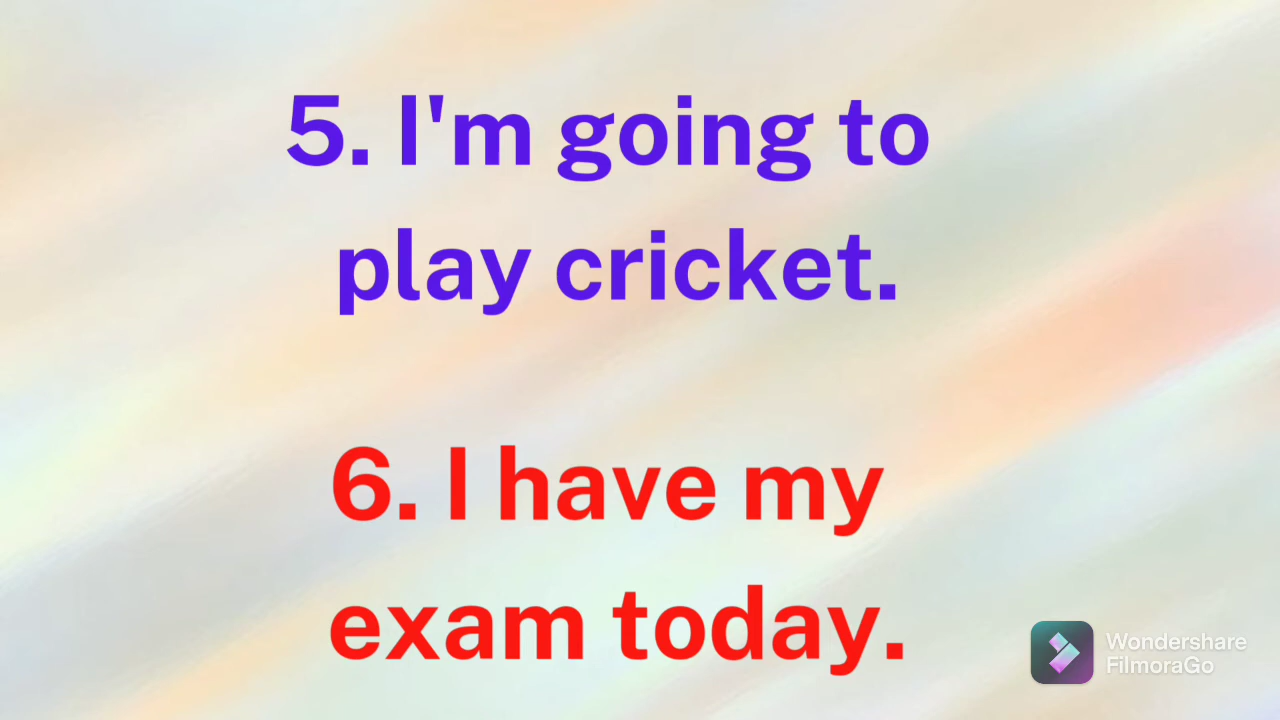 5. I'm going to
play cricket.
6. I have my
exam today.
Wondershare
FilmoraGo